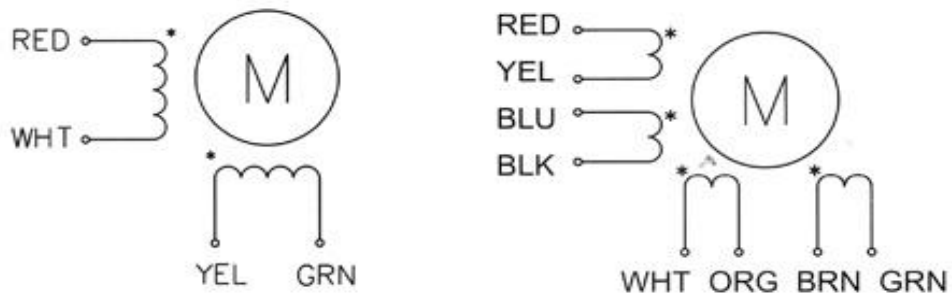 RED *
M
WHT
*
YEL GRN
RED *
YEL
M
BLU *
BLK
* *
WHT ORG BRN GRN